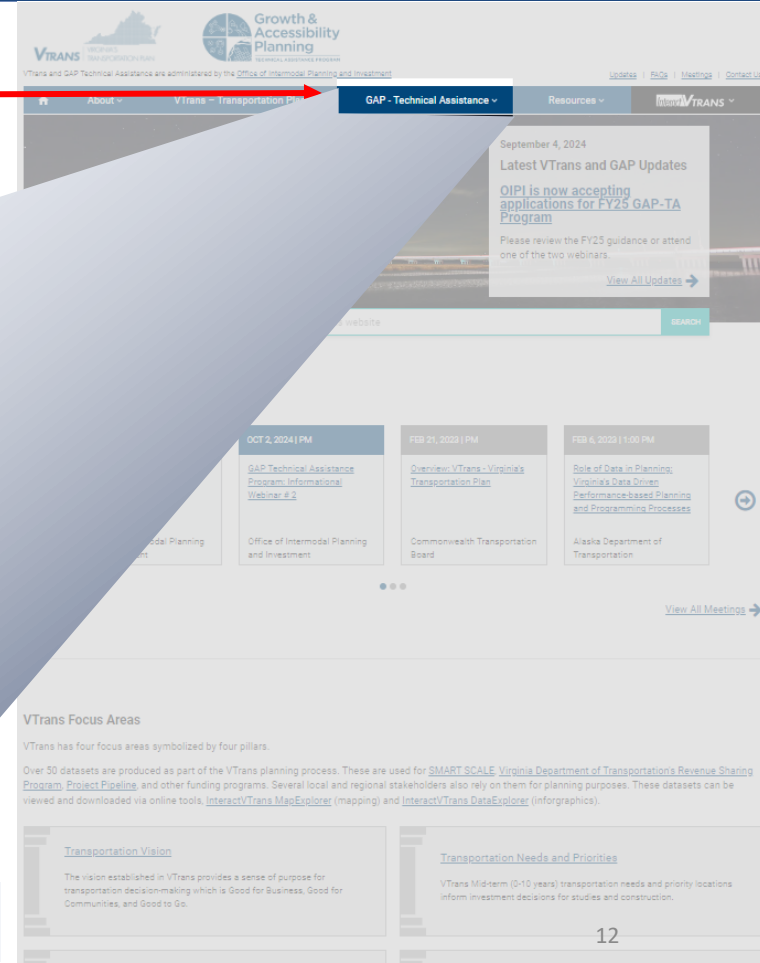 VTRANS
VIRGINIA'S
TRANSPORTATION PLAN
Growth &
Accessibility
Planning
TECHNICAL ASSISTANCE PROGRAM
VTrans and GAP Technical Assistance are administered by the Office of Intermodal Planning and Investment
Updates | FAQs | Meetings | Contact Us
About
VTrans – Transportation
GAP - Technical Assistance
Resources
InteractVTRANS
September 4, 2024
Latest VTrans and GAP Updates
OIPI is now accepting
applications for FY25 GAP-TA
Program
Please review the FY25 guidance or attend
one of the two webinars.
View All Updates
website
SEARCH
OCT 2, 2024 | PM
GAP Technical Assistance
Program: Informational
Webinar # 2
Office of Intermodal Planning
and Investment
FEB 21, 2023 | PM
Overview: VTrans - Virginia's
Transportation Plan
Commonwealth Transportation
Board
FEB 6, 2023 | 1:00 PM
Role of Data in Planning:
Virginia's Data Driven
Performance-based Planning
and Programming Processes
Alaska Department of
Transportation
Planning
View All Meetings
VTrans Focus Areas
VTrans has four focus areas symbolized by four pillars.
Over 50 datasets are produced as part of the VTrans planning process. These are used for SMART SCALE, Virginia Department of Transportation's Revenue Sharing
Program, Project Pipeline, and other funding programs. Several local and regional stakeholders also rely on them for planning purposes. These datasets can be
viewed and downloaded via online tools, InteractVTrans MapExplorer (mapping) and InteractVTrans DataExplorer (inforgraphics).
Transportation Vision
The vision established in VTrans provides a sense of purpose for
transportation decision-making which is Good for Business, Good for
Communities, and Good to Go.
Transportation Needs and Priorities
VTrans Mid-term (0-10 years) transportation needs and priority locations
inform investment decisions for studies and construction.
12